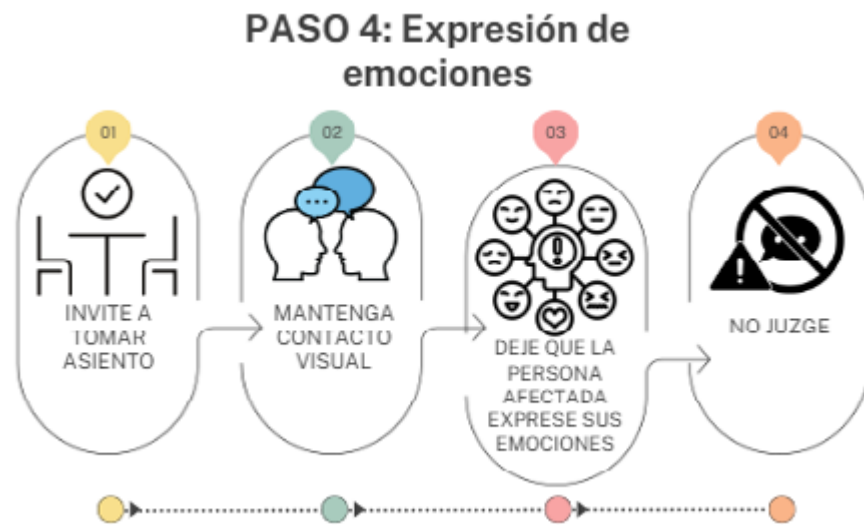 PASO 4: Expresión de
emociones
01
INVITE A
TOMAR
ASIENTO
02
MANTENGA
CONTACTO
VISUAL
03
DEJE QUE LA
PERSONA
AFECTADA
EXPRESE SUS
EMOCIONES
04
NO JUZGE